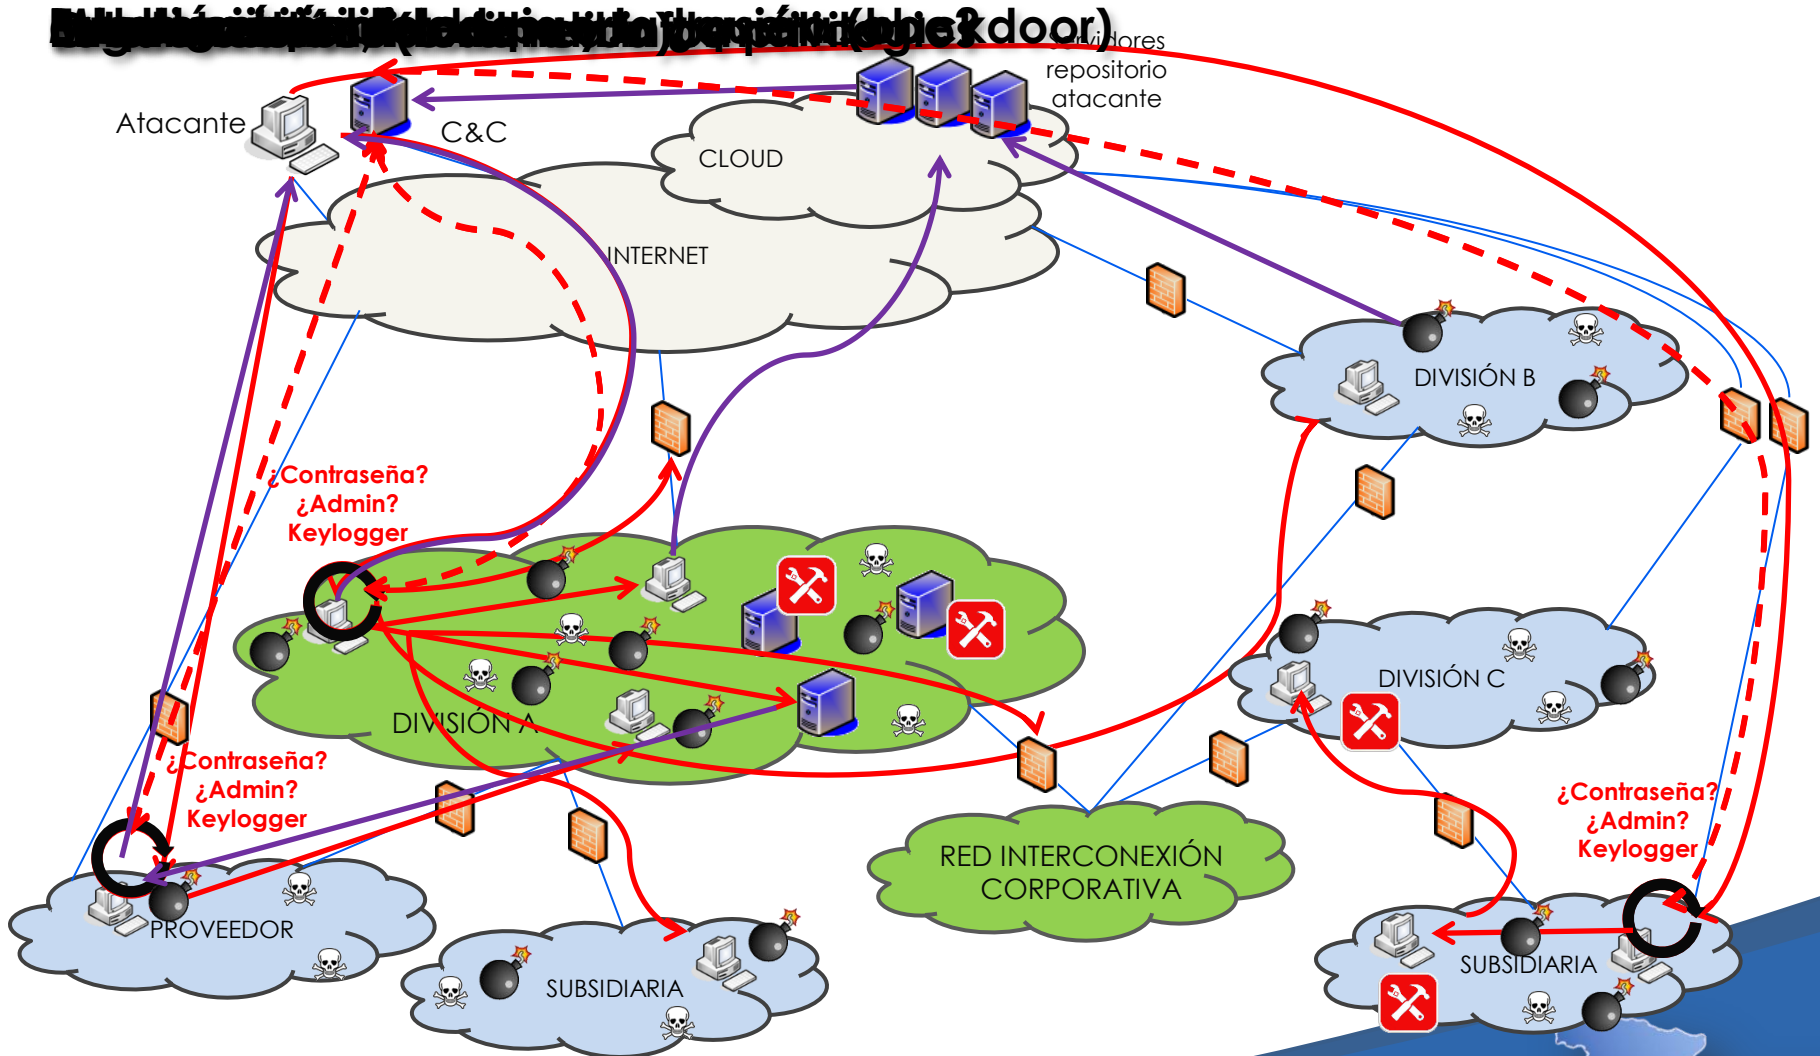 (backdoor)
servidores
repositorio
atacante
Atacante
C&C
CLOUD
INTERNET
DIVISIÓN B
¿Contraseña?
¿Admin?
Keylogger
DIVISIÓN A
DIVISIÓN C
¿Contraseña?
¿Admin?
Keylogger
¿Contraseña?
¿Admin?
Keylogger
RED INTERCONEXIÓN
CORPORATIVA
PROVEEDOR
SUBSIDIARIA
SUBSIDIARIA